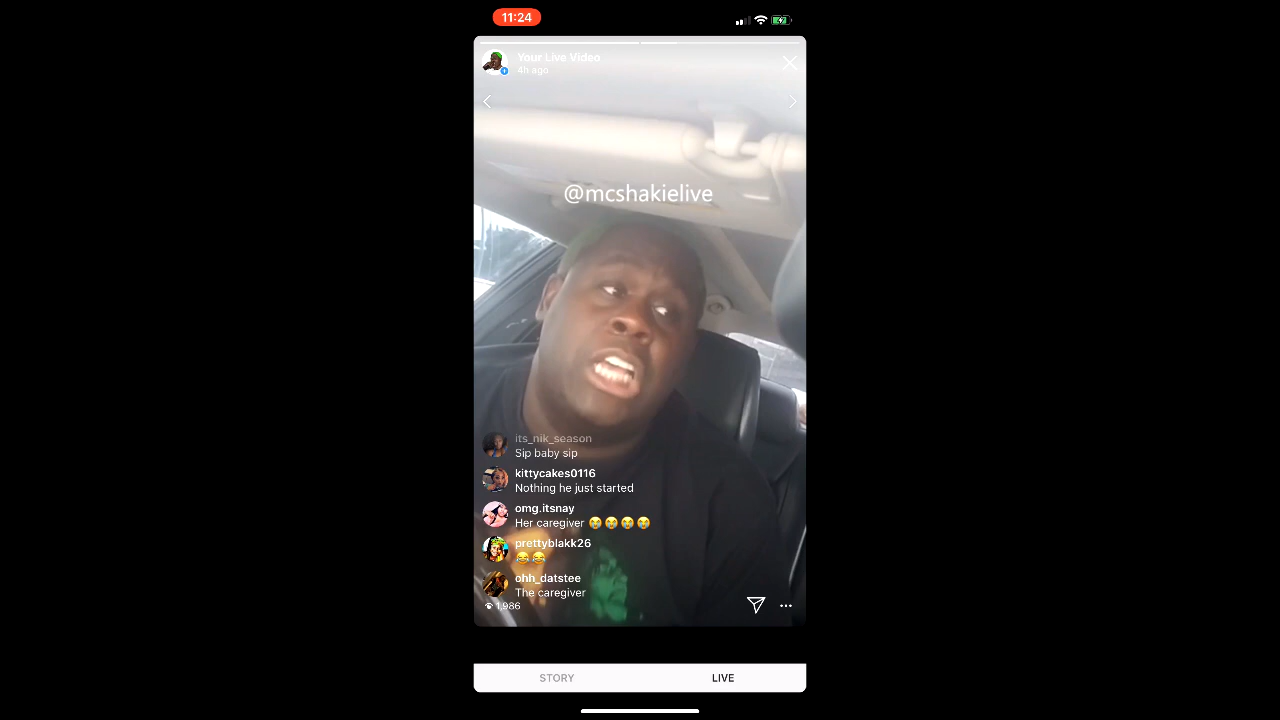 11:24
Your Live Video
4h ago
@mcshakielive
its_nik_season
Sip baby sip
kittycakes0116
Nothing he just started
omg.itsnay
Her caregiver 😭😭😭😭
prettyblakk26
😂😂
ohh_datstee
The caregiver
1,986
STORY
LIVE